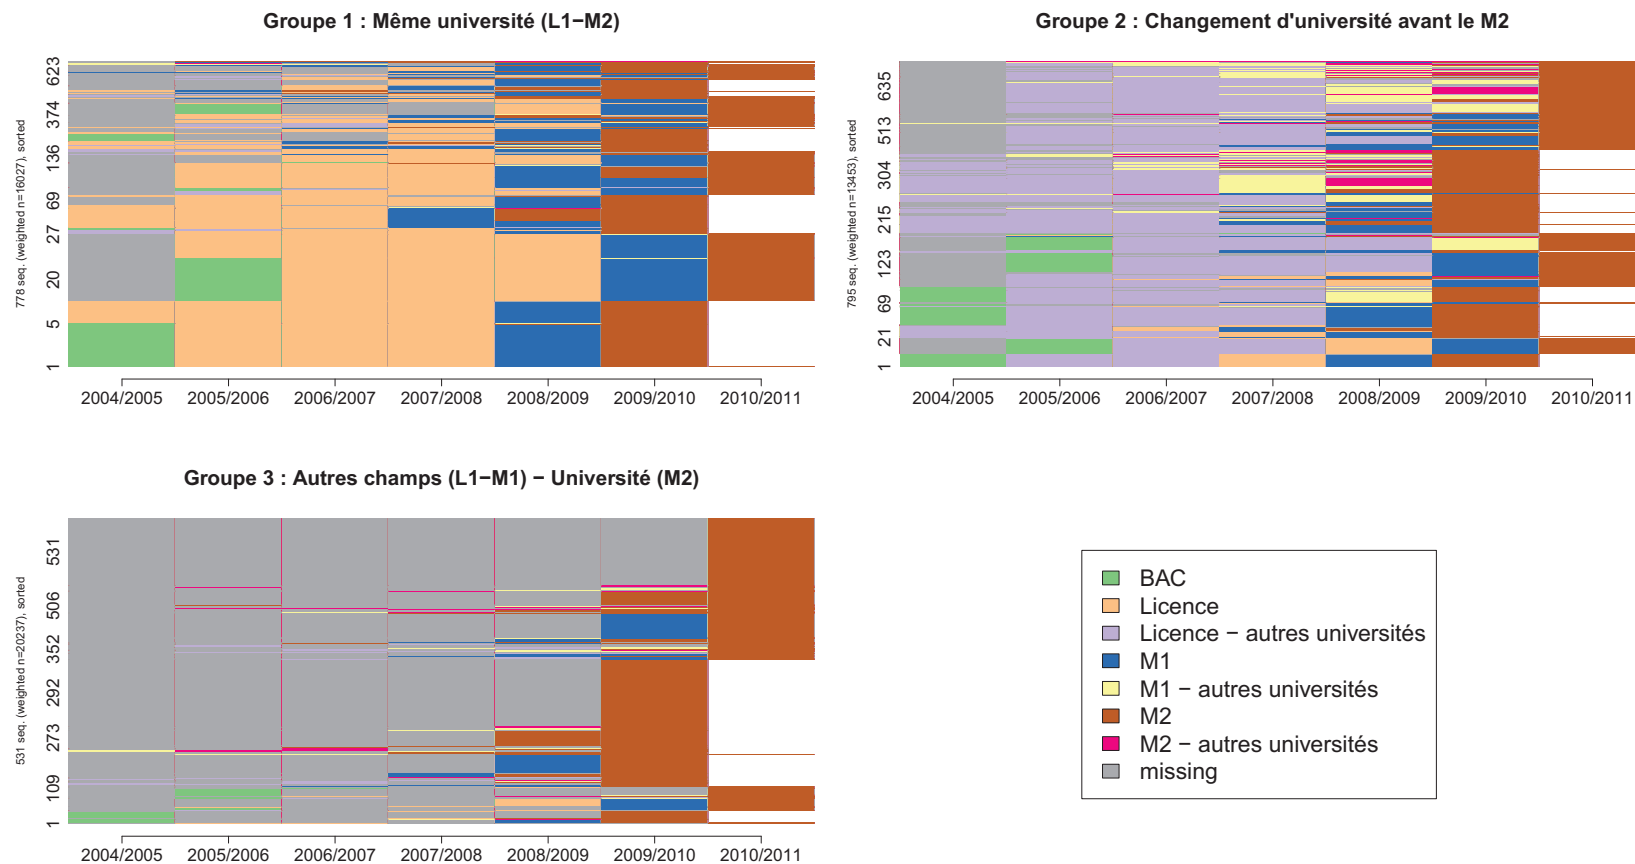 Groupe 1 : Même université (L1−M2)
778 seq. (weighted n=16027), sorted
1 5 20 27 69 136 374 623
2004/2005 2005/2006 2006/2007 2007/2008 2008/2009 2009/2010 2010/2011
Groupe 2 : Changement d'université avant le M2
795 seq. (weighted n=13453), sorted
1 21 69 123 215 304 513 635
2004/2005 2005/2006 2006/2007 2007/2008 2008/2009 2009/2010 2010/2011
Groupe 3 : Autres champs (L1−M1) − Université (M2)
531 seq. (weighted n=20237), sorted
1 109 273 292 352 506 531
2004/2005 2005/2006 2006/2007 2007/2008 2008/2009 2009/2010 2010/2011
BAC
Licence
Licence − autres universités
M1
M1 − autres universités
M2
M2 − autres universités
missing